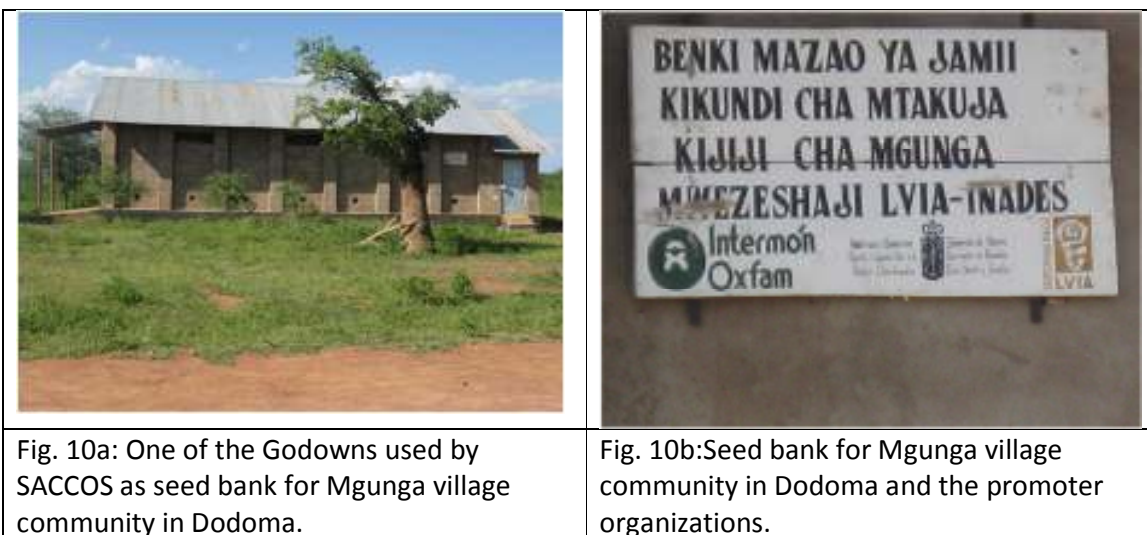 BENKI MAZAO YA JAMII
KIKUNDI CHA MTAKUJA
KIJIJI CHA MGUNGA
MWEZESHAJI LVIA-INADES
Intermón
Oxfam
LVIA
Fig. 10a: One of the Godowns used by
SACCOS as seed bank for Mgunga village
community in Dodoma.
Fig. 10b:Seed bank for Mgunga village
community in Dodoma and the promoter
organizations.